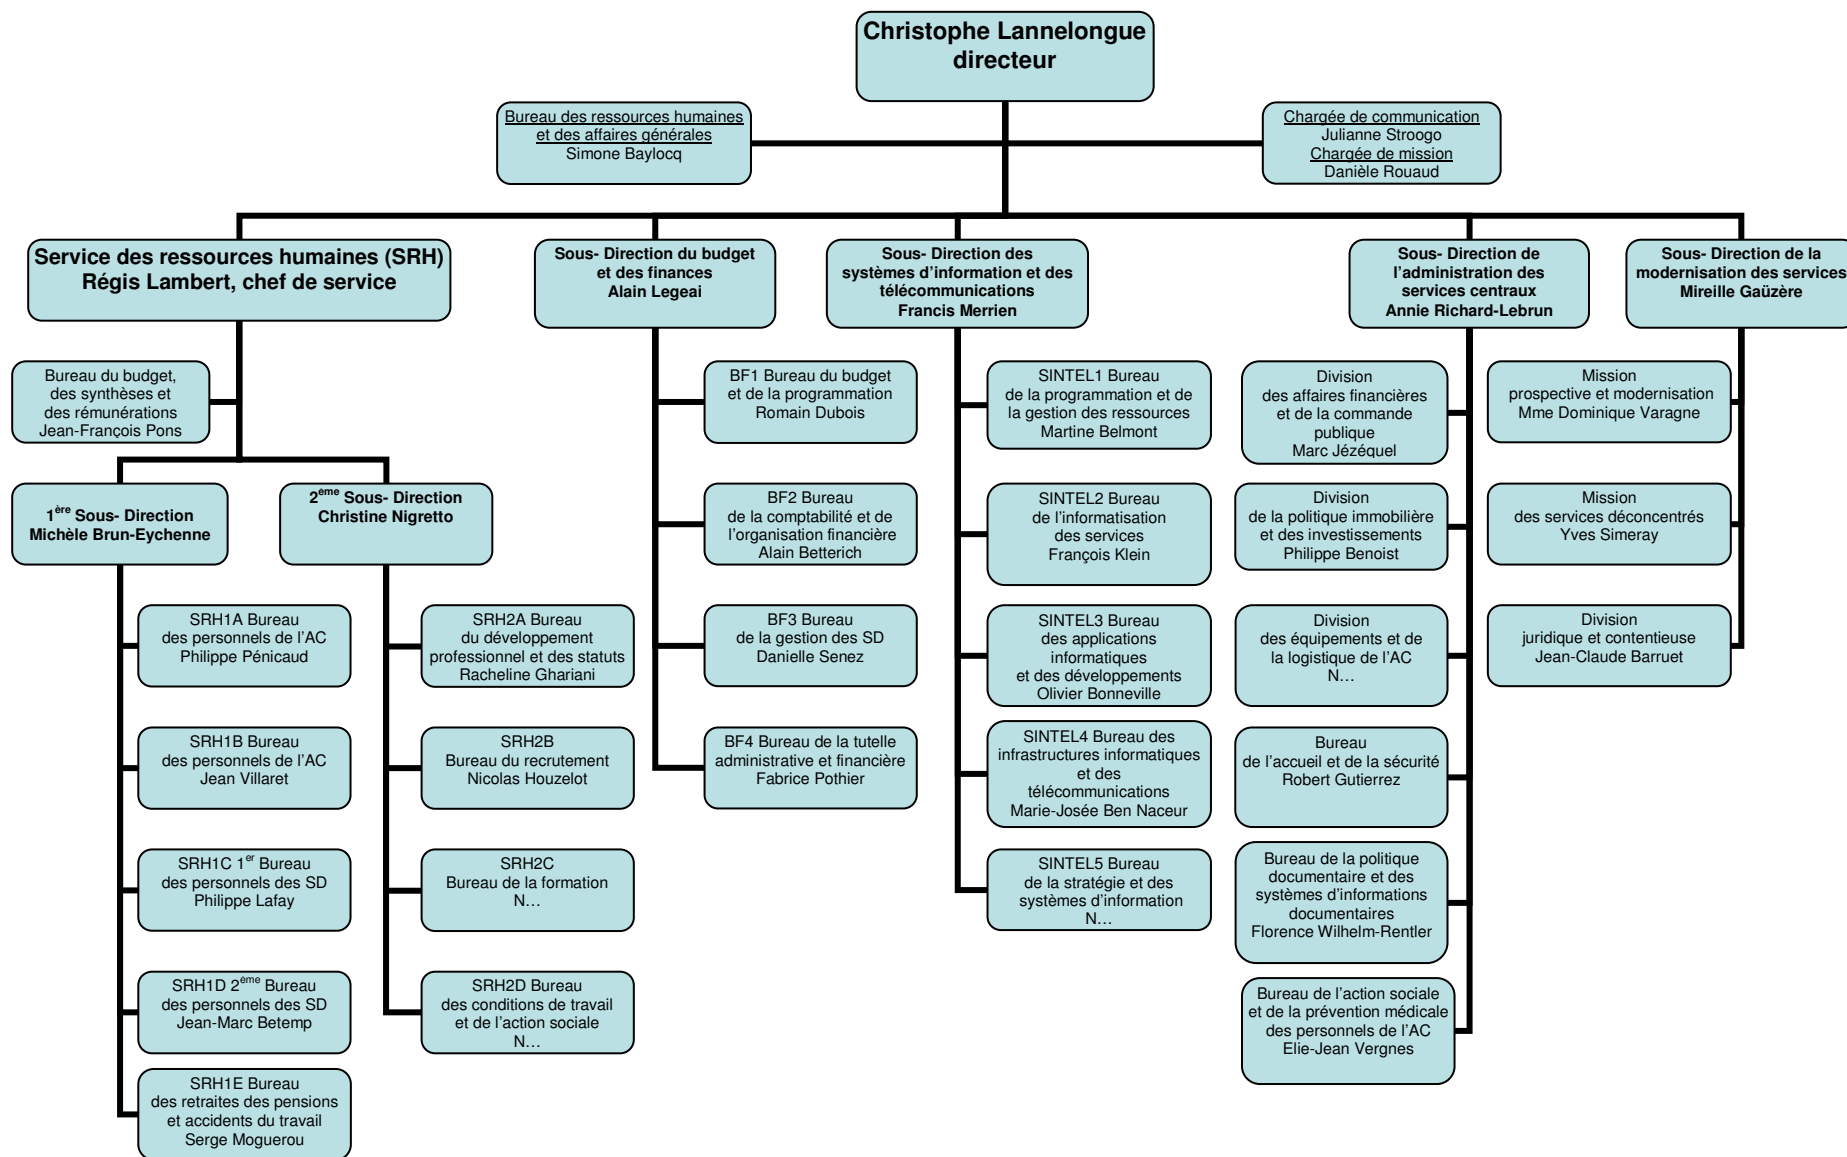 Christophe Lannelongue
directeur
Bureau des ressources humaines
et des affaires générales
Simone Baylocq
Chargée de communication
Julianne Stroogo
Chargée de mission
Danièle Rouaud
Service des ressources humaines (SRH)
Régis Lambert, chef de service
Sous- Direction du budget
et des finances
Alain Legeai
Sous- Direction des
systèmes d’information et des
télécommunications
Francis Merrien
Sous- Direction de
l’administration des
services centraux
Annie Richard-Lebrun
Sous- Direction de la
modernisation des services
Mireille Gaüzère
Bureau du budget,
des synthèses et
des rémunérations
Jean-François Pons
1ère Sous- Direction
Michèle Brun-Eychenne
2ème Sous- Direction
Christine Nigretto
SRH1A Bureau
des personnels de l’AC
Philippe Pénicaud
SRH1B Bureau
des personnels de l’AC
Jean Villaret
SRH1C 1er Bureau
des personnels des SD
Philippe Lafay
SRH1D 2ème Bureau
des personnels des SD
Jean-Marc Betemp
SRH1E Bureau
des retraites des pensions
et accidents du travail
Serge Moguerou
SRH2A Bureau
du développement
professionnel et des statuts
Racheline Ghariani
SRH2B
Bureau du recrutement
Nicolas Houzelot
SRH2C
Bureau de la formation
N…
SRH2D Bureau
des conditions de travail
et de l’action sociale
N…
BF1 Bureau du budget
et de la programmation
Romain Dubois
BF2 Bureau
de la comptabilité et de
l’organisation financière
Alain Betterich
BF3 Bureau
de la gestion des SD
Danielle Senez
BF4 Bureau de la tutelle
administrative et financière
Fabrice Pothier
SINTEL1 Bureau
de la programmation et de
la gestion des ressources
Martine Belmont
SINTEL2 Bureau
de l’informatisation
des services
François Klein
SINTEL3 Bureau
des applications
informatiques
et des développements
Olivier Bonneville
SINTEL4 Bureau des
infrastructures informatiques
et des
télécommunications
Marie-Josée Ben Naceur
SINTEL5 Bureau
de la stratégie et des
systèmes d’information
N…
Division
des affaires financières
et de la commande
publique
Marc Jézéquel
Division
de la politique immobilière
et des investissements
Philippe Benoist
Division
des équipements et de
la logistique de l’AC
N…
Bureau
de l’accueil et de la sécurité
Robert Gutierrez
Bureau de la politique
documentaire et des
systèmes d’informations
documentaires
Florence Wilhelm-Rentler
Bureau de l’action sociale
et de la prévention médicale
des personnels de l’AC
Elie-Jean Vergnes
Mission
prospective et modernisation
Mme Dominique Varagne
Mission
des services déconcentrés
Yves Simeray
Division
juridique et contentieuse
Jean-Claude Barruet